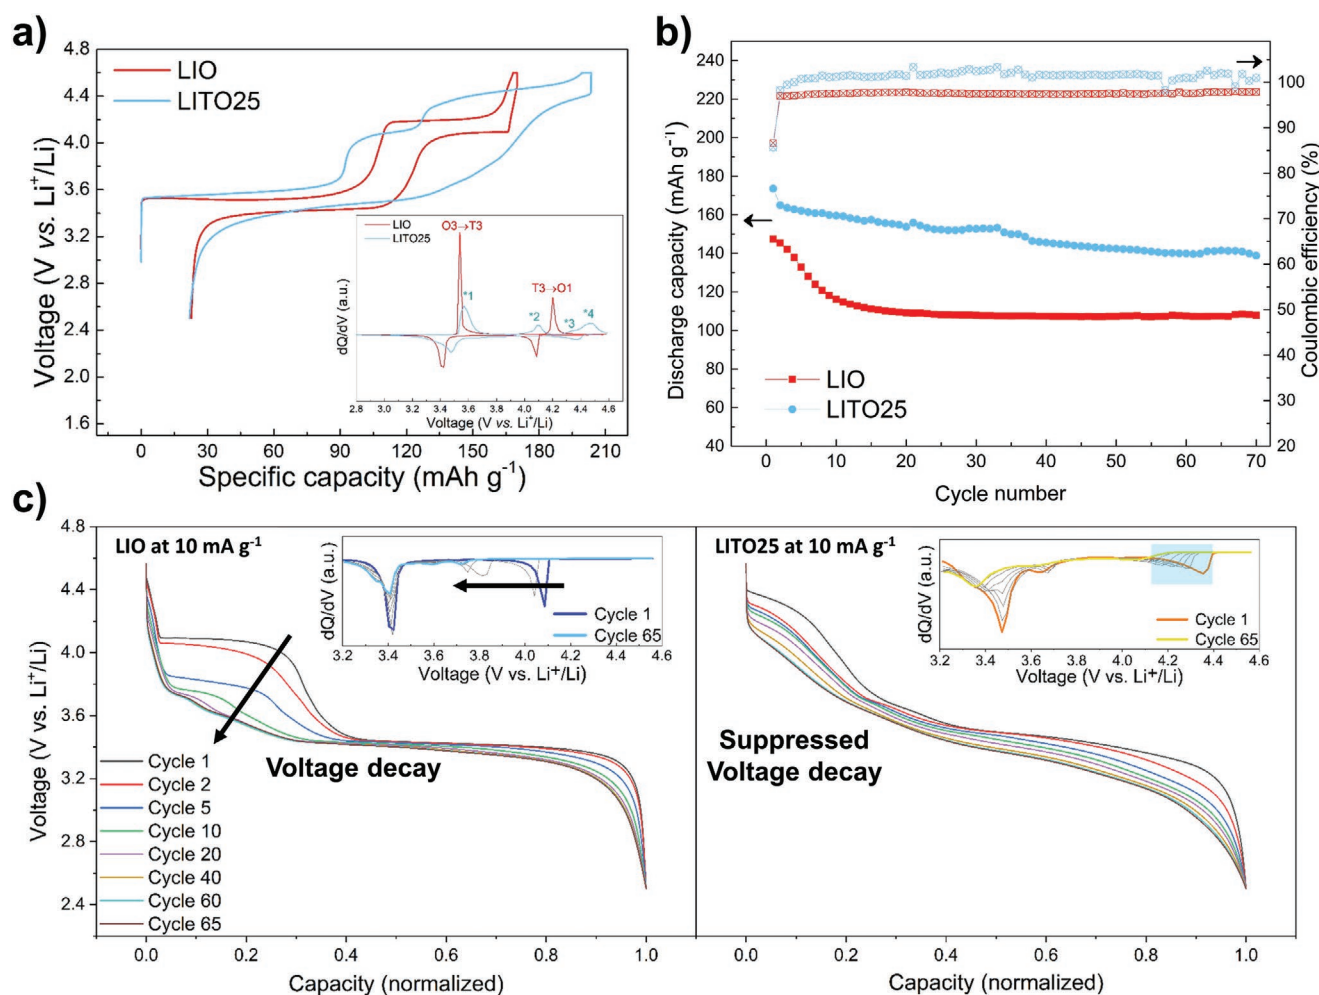 a)
4.8
4.4
4.0
3.6
3.2
2.8
2.4
2.0
1.6
Voltage (V vs. Li⁺/Li)
LIO
LITO25
0 30 60 90 120 150 180 210
Specific capacity (mAh g⁻¹)
LIO
LITO25
O3→T3
T3→O1
*1
*2
*3
*4
dQ/dV (a.u.)
2.8 3.0 3.2 3.4 3.6 3.8 4.0 4.2 4.4 4.6
Voltage (V vs. Li⁺/Li)
b)
240
220
200
180
160
140
120
100
80
60
40
Discharge capacity (mAh g⁻¹)
LIO
LITO25
0 10 20 30 40 50 60 70
Cycle number
100
90
80
70
60
50
40
30
20
Coulombic efficiency (%)
c)
4.8
4.4
4.0
3.6
3.2
2.8
2.4
Voltage (V vs. Li⁺/Li)
LIO at 10 mA g⁻¹
dQ/dV (a.u.)
Cycle 1
Cycle 65
3.2 3.4 3.6 3.8 4.0 4.2 4.4 4.6
Voltage (V vs. Li⁺/Li)
Voltage decay
Cycle 1
Cycle 2
Cycle 5
Cycle 10
Cycle 20
Cycle 40
Cycle 60
Cycle 65
0.0 0.2 0.4 0.6 0.8 1.0
Capacity (normalized)
LITO25 at 10 mA g⁻¹
dQ/dV (a.u.)
Cycle 1
Cycle 65
3.2 3.4 3.6 3.8 4.0 4.2 4.4 4.6
Voltage (V vs. Li⁺/Li)
Suppressed
Voltage decay
0.0 0.2 0.4 0.6 0.8 1.0
Capacity (normalized)